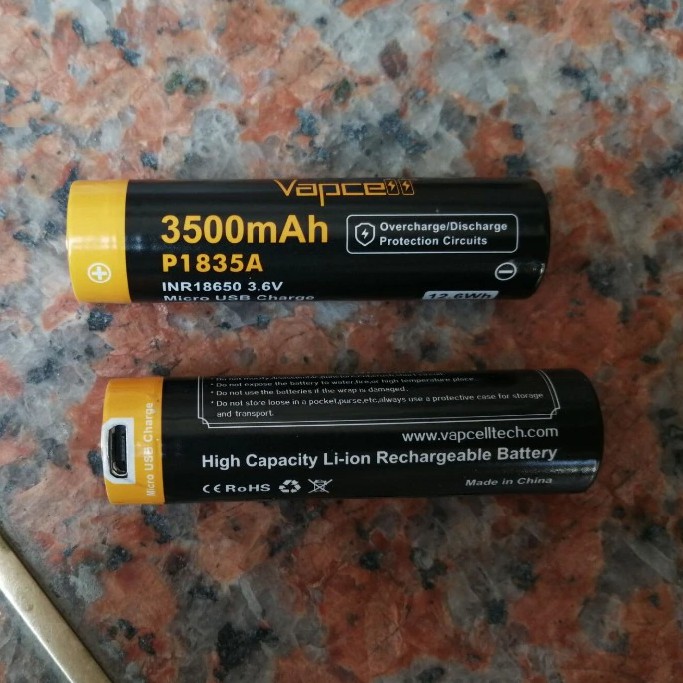 Vapcell
3500mAh
Overcharge/Discharge
Protection Circuits
P1835A
INR18650 3.6V
Micro USB Charge
12.6Wh
* Do not expose the battery to water,fire,or high temperature place.
* Do not use the batteries if the wrap is damaged.
* Do not store loose in a pocket,purse,etc,always use a protective case for storage
and transport.
www.vapcelltech.com
High Capacity Li-ion Rechargeable Battery
CE RoHS
Made in China
Micro USB Charge